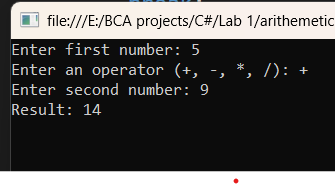 file:///E:/BCA projects/C#/Lab 1/arithemetic
Enter first number: 5
Enter an operator (+, -, *, /): +
Enter second number: 9
Result: 14